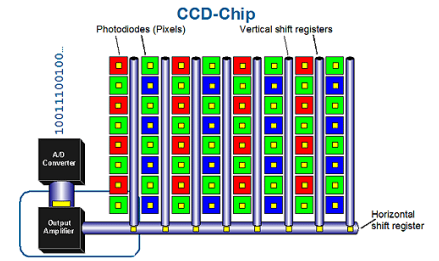 CCD-Chip
Photodiodes (Pixels)
Vertical shift registers
10011100100...
A/D
Converter
Output
Amplifier
Horizontal
shift register